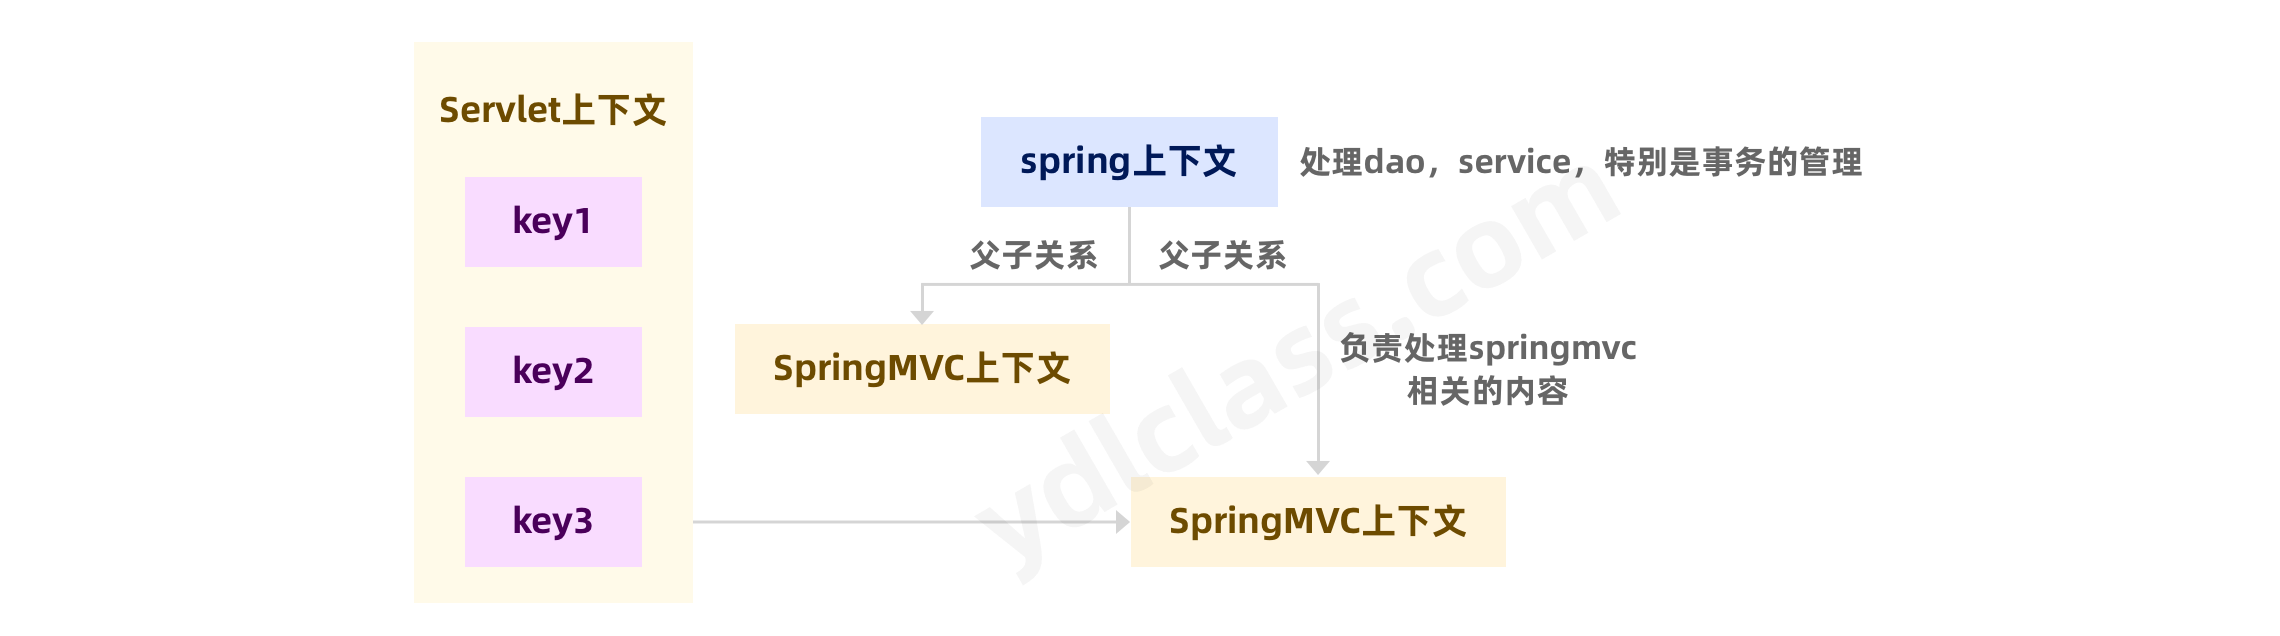 Servlet上下文
key1
key2
key3
spring上下文
处理dao，service，特别是事务的管理
父子关系
父子关系
SpringMVC上下文
负责处理springmvc
相关的内容
SpringMVC上下文
ydlclass.com